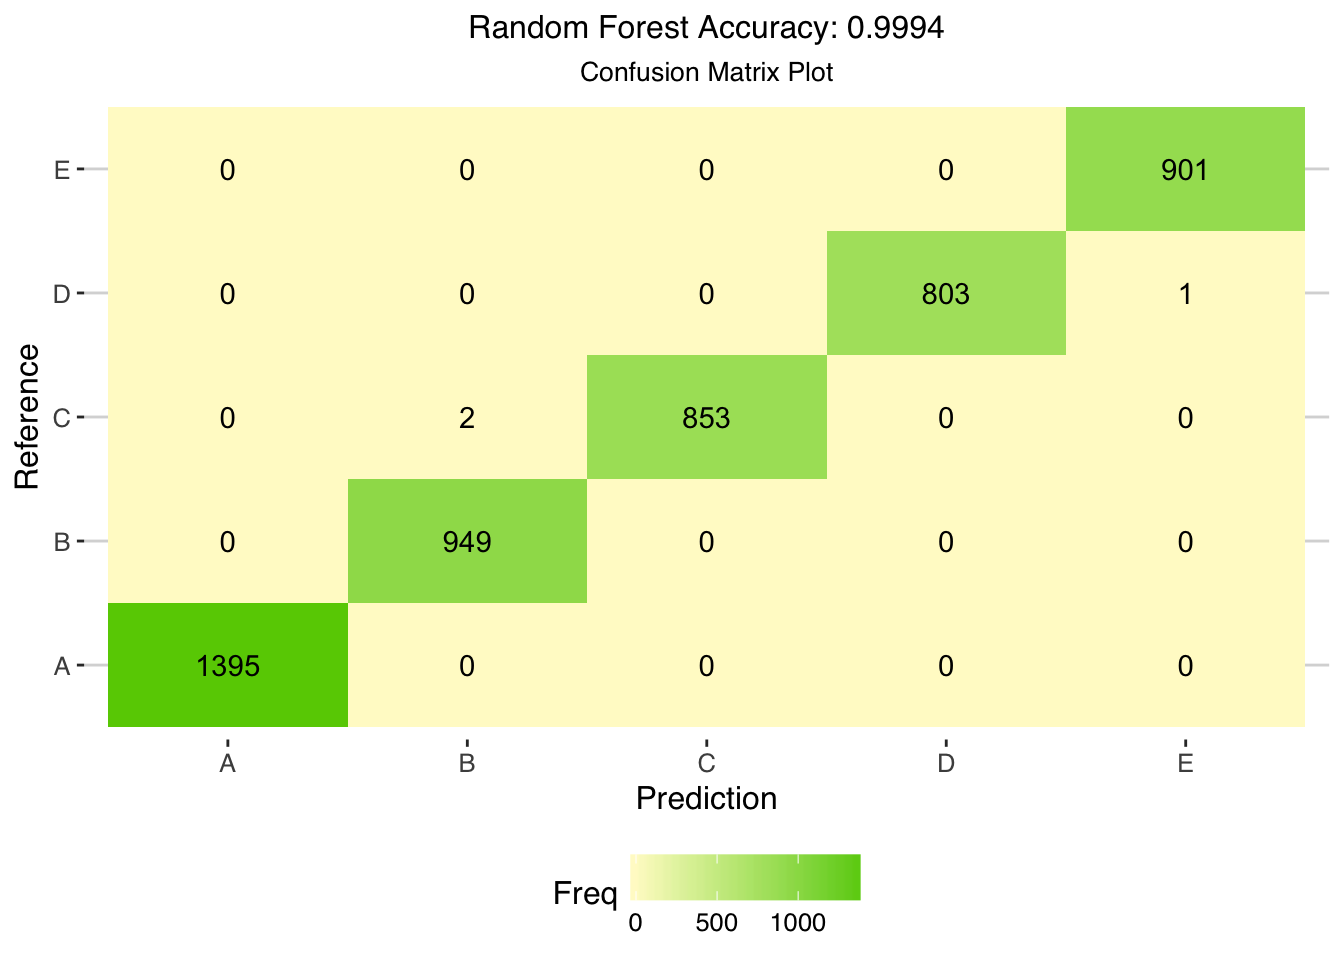 Random Forest Accuracy: 0.9994
Confusion Matrix Plot
E 0 0 0 0 901
D 0 0 0 803 1
C 0 2 853 0 0
B 0 949 0 0 0
A 1395 0 0 0 0
Reference
A B C D E
Prediction
Freq
0 500 1000